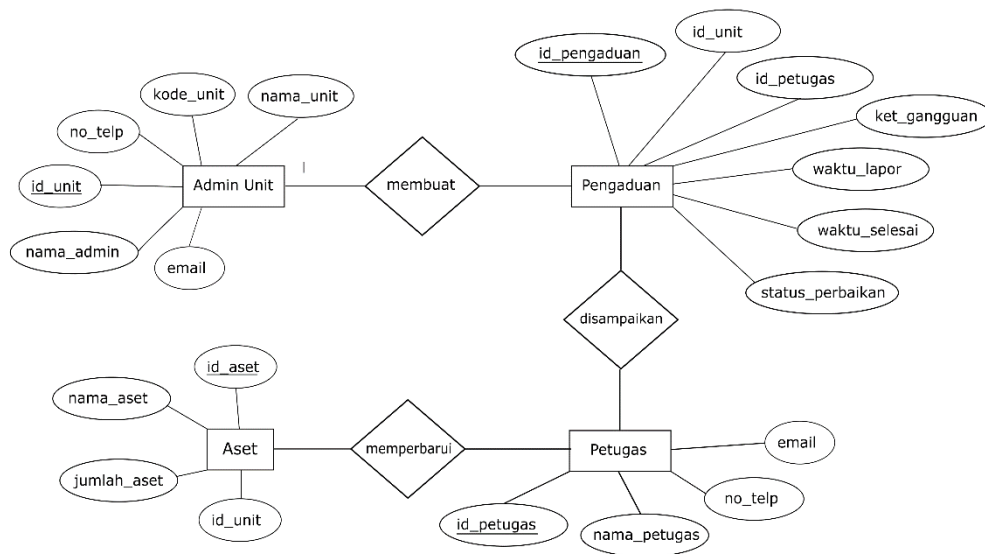 id_unit
id_pengaduan
id_petugas
kode_unit
nama_unit
ket_gangguan
no_telp
waktu_lapor
id_unit
Admin Unit
membuat
Pengaduan
waktu_selesai
nama_admin
email
status_perbaikan
disampaikan
id_aset
nama_aset
email
Aset
memperbarui
Petugas
jumlah_aset
no_telp
id_unit
id_petugas
nama_petugas